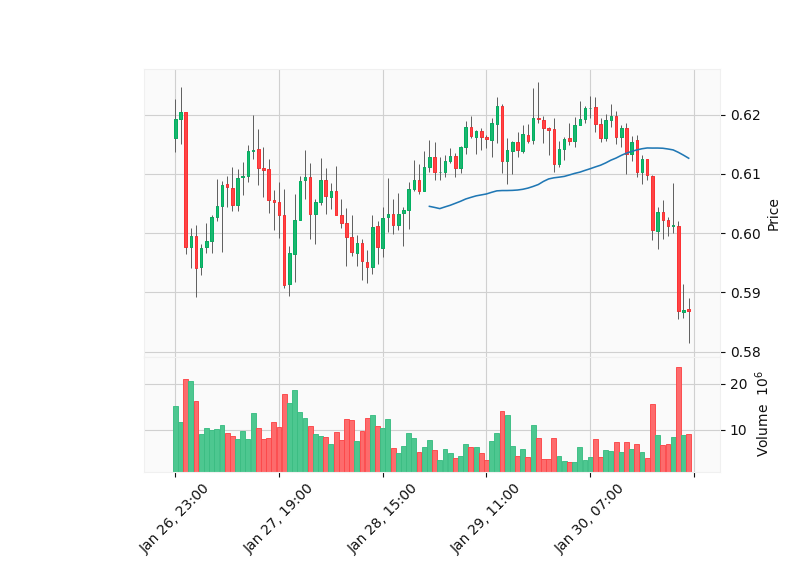 0.62
0.61
0.60
0.59
0.58
Price
20
10
Volume 10^6
Jan 26, 23:00
Jan 27, 19:00
Jan 28, 15:00
Jan 29, 11:00
Jan 30, 07:00